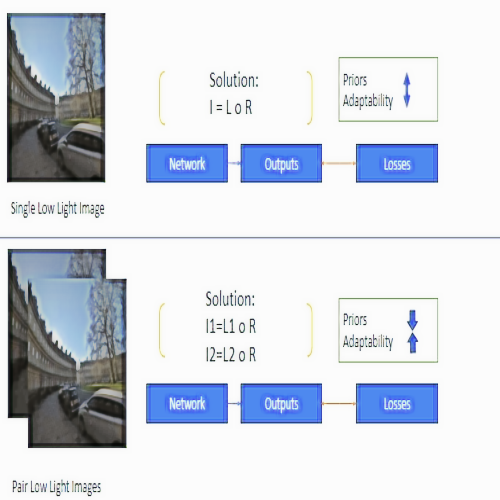 Solution:
I = L o R
Priors
Adaptability
Network
Outputs
Losses
Single Low Light Image
Solution:
I1=L1 o R
I2=L2 o R
Priors
Adaptability
Network
Outputs
Losses
Pair Low Light Images